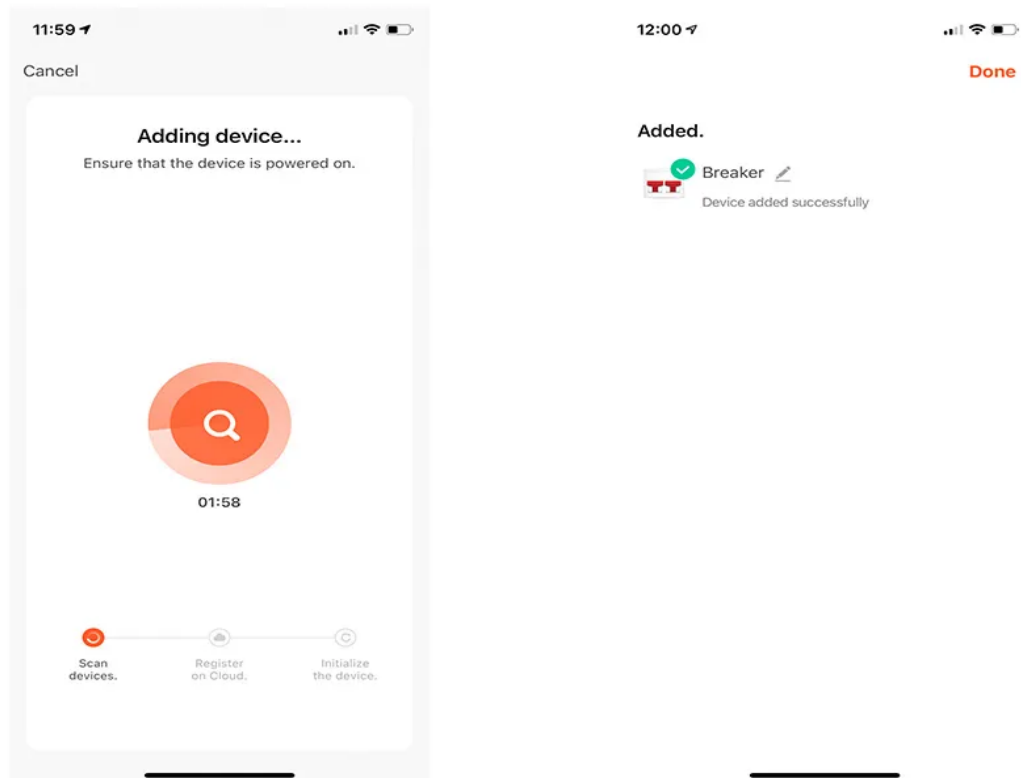 11:59
Cancel
Adding device...
Ensure that the device is powered on.
01:58
Scan
devices.
Register
on Cloud.
Initialize
the device.
12:00
Done
Added.
Breaker
Device added successfully